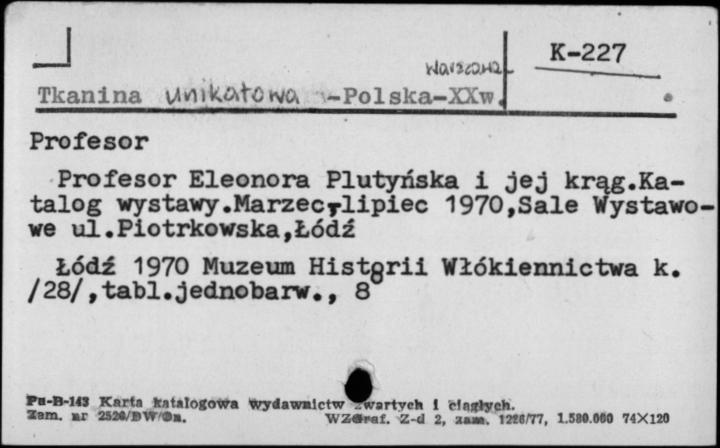 K-227
Warszawa
Tkanina unikatowa -Polska-XXw.
Profesor
Profesor Eleonora Plutyńska i jej krąg.Ka-
talog wystawy.Marzec-lipiec 1970,Sale Wystawo-
we ul.Piotrkowska,Łódź
Łódź 1970 Muzeum Historii Włókiennictwa k.
/28/,tabl.jednobarw., 8°
Pu-B-143 Karta katalogowa wydawnictw zwartych i ciągłych.
Zam. nr 2520/DW/ WZGraf. Z-d 2, zam. 1226/77, 1.580.000 74X120